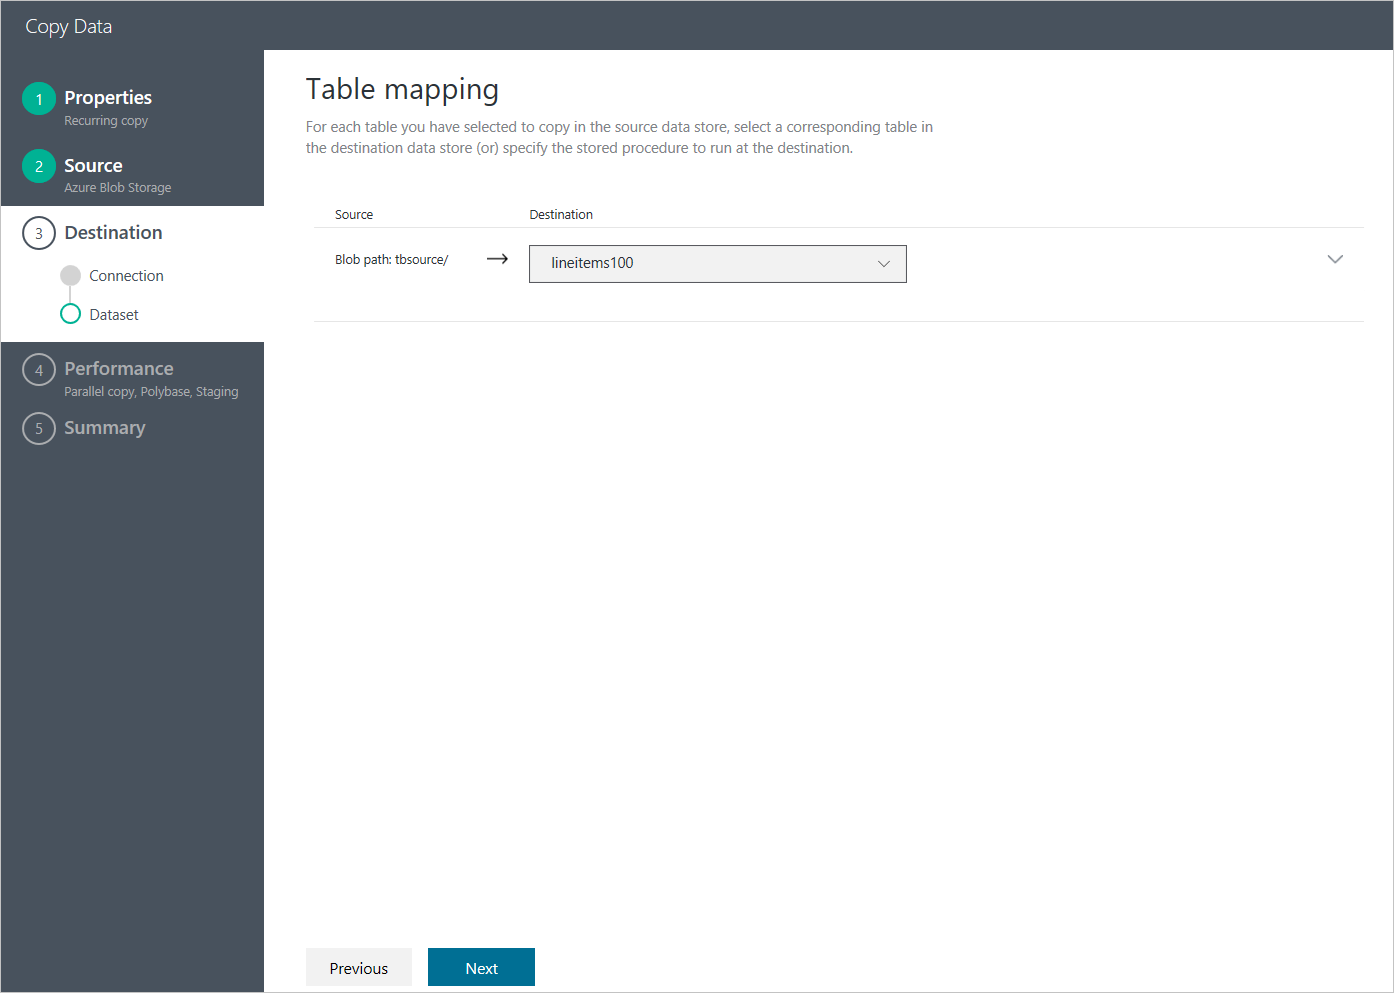 Copy Data
1 Properties
Recurring copy
2 Source
Azure Blob Storage
3 Destination
Connection
Dataset
4 Performance
Parallel copy, Polybase, Staging
5 Summary
Table mapping
For each table you have selected to copy in the source data store, select a corresponding table in
the destination data store (or) specify the stored procedure to run at the destination.
Source Destination
Blob path: tbsource/ → lineitems100
Previous Next